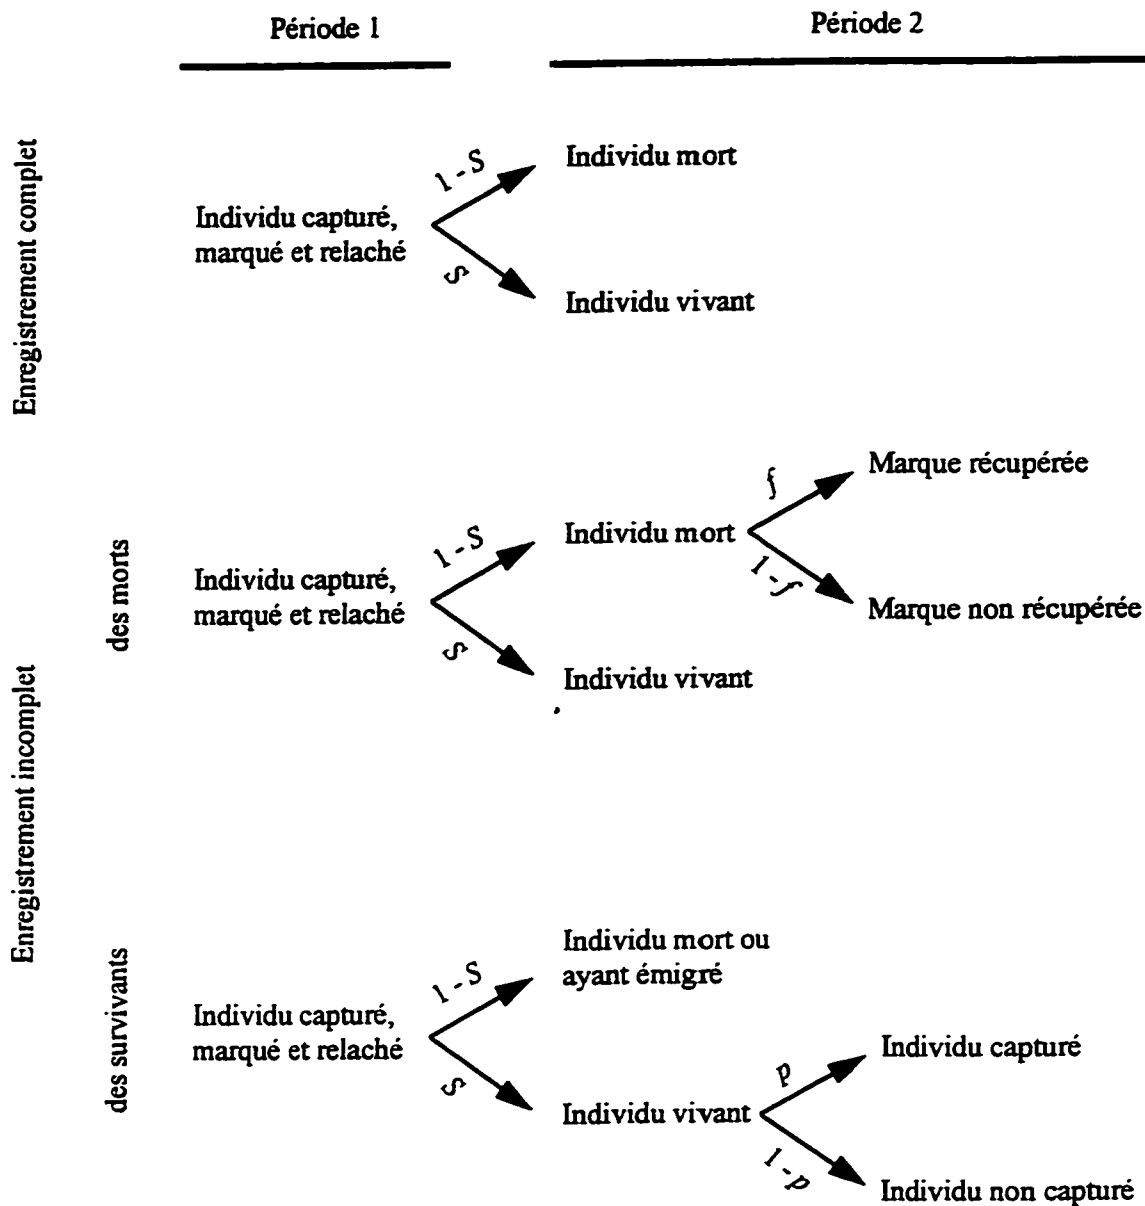 Période 1
Période 2
Enregistrement complet
Individu capturé,
marqué et relaché
1 - S
S
Individu mort
Individu vivant
Enregistrement incomplet
des morts
Individu capturé,
marqué et relaché
1 - S
S
Individu mort
Individu vivant
f
1 - f
Marque récupérée
Marque non récupérée
des survivants
Individu capturé,
marqué et relaché
1 - S
S
Individu mort ou
ayant émigré
Individu vivant
p
1 - p
Individu capturé
Individu non capturé